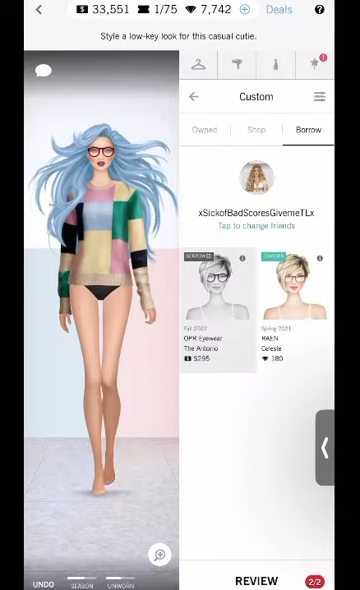 33,551 1/75 7,742 Deals
Style a low-key look for this casual cutie.
Custom
Owned Shop Borrow
xSickofBadScoresGivemeTLx
Tap to change friends
BORROWED UNWORN
Fall 2022 Spring 2021
OPR Eyewear RAEN
The Antonio Celeste
$295 180
UNDO SEASON UNWORN REVIEW 2/2